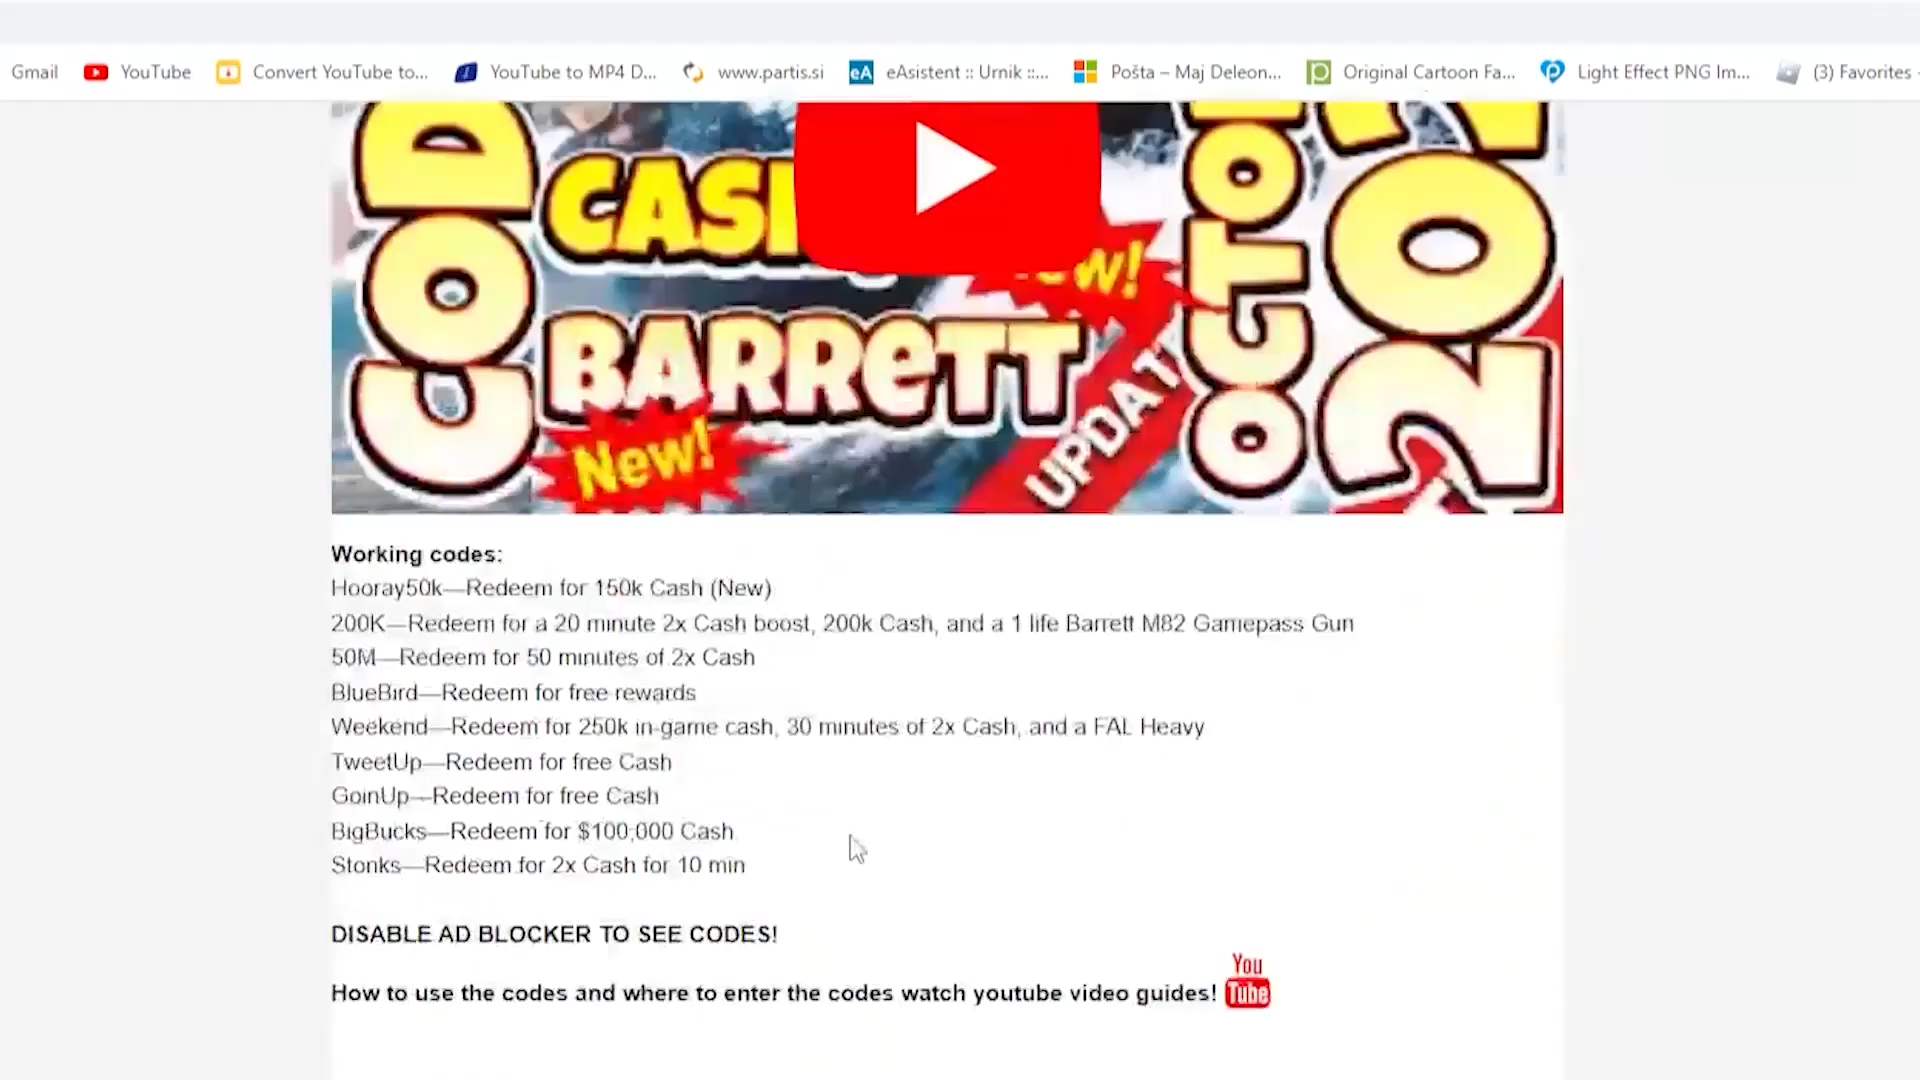 Gmail YouTube Convert YouTube to... YouTube to MP4 D... www.partis.si eAsistent :: Urnik ::... Pošta – Maj Deleon... Original Cartoon Fa... Light Effect PNG Im... (3) Favorites
COD
CASH
BARRETT
New!
UPDAT
OCTO
202
Working codes:
Hooray50k—Redeem for 150k Cash (New)
200K—Redeem for a 20 minute 2x Cash boost, 200k Cash, and a 1 life Barrett M82 Gamepass Gun
50M—Redeem for 50 minutes of 2x Cash
BlueBird—Redeem for free rewards
Weekend—Redeem for 250k in-game cash, 30 minutes of 2x Cash, and a FAL Heavy
TweetUp—Redeem for free Cash
GoinUp—Redeem for free Cash
BigBucks—Redeem for $100,000 Cash
Stonks—Redeem for 2x Cash for 10 min
DISABLE AD BLOCKER TO SEE CODES!
How to use the codes and where to enter the codes watch youtube video guides! You Tube